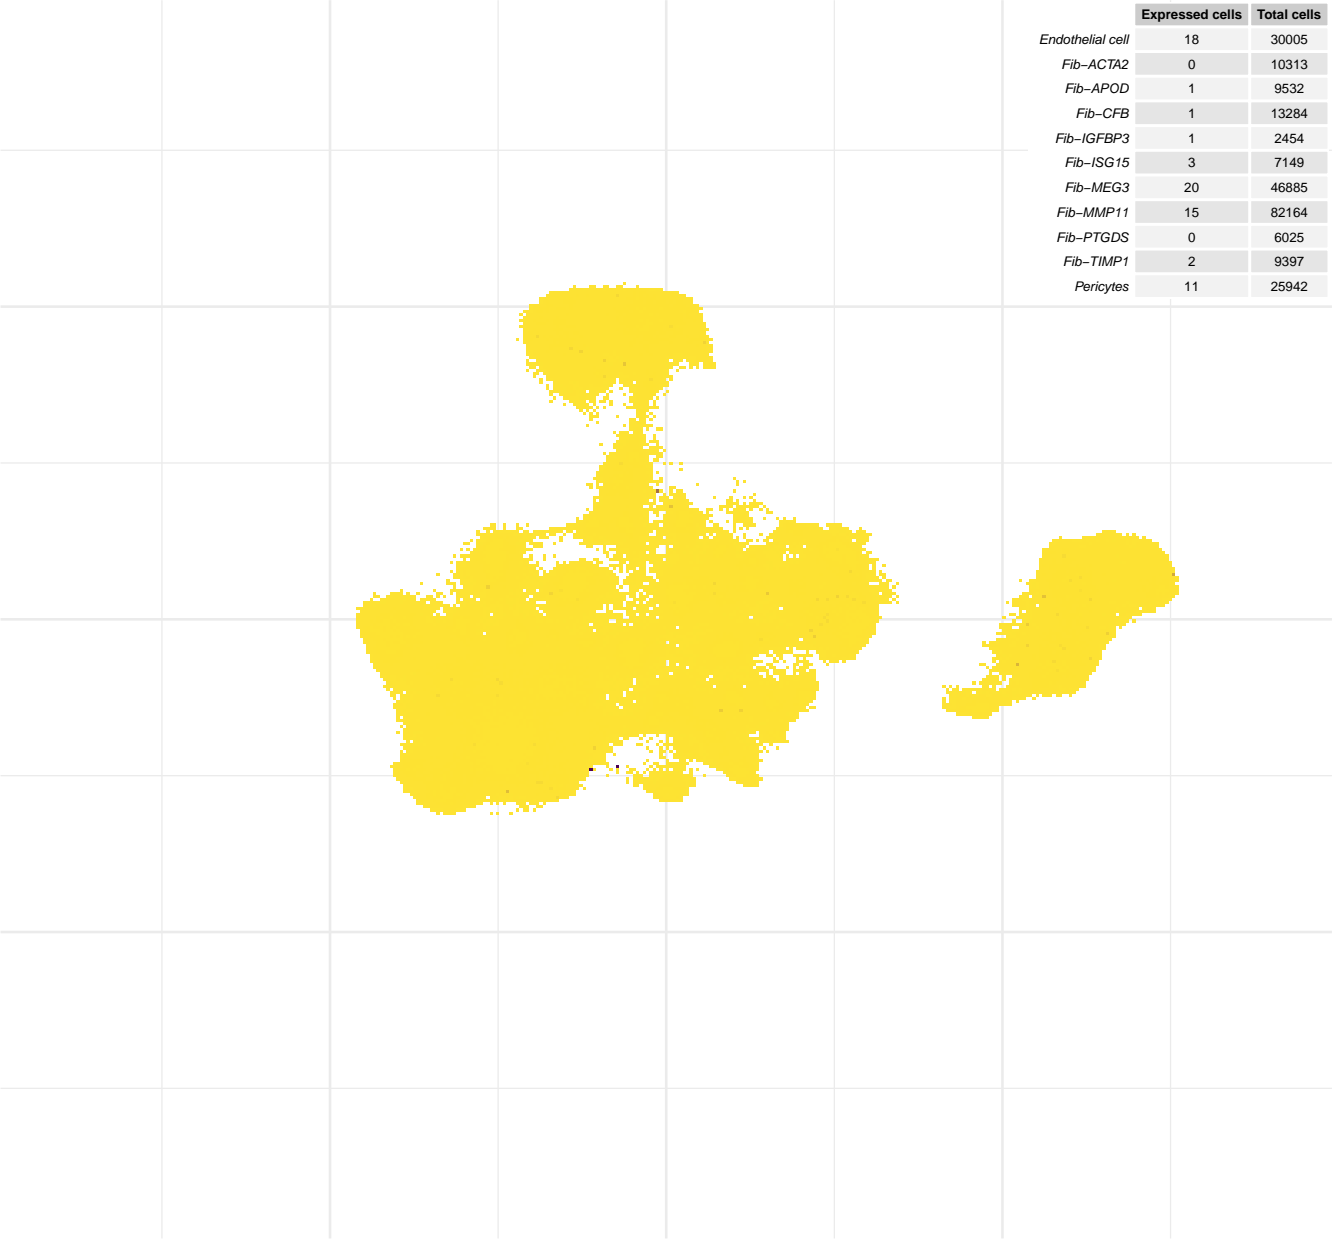 Expressed cells Total cells
Endothelial cell 18 30005
Fib−ACTA2 0 10313
Fib−APOD 1 9532
Fib−CFB 1 13284
Fib−IGFBP3 1 2454
Fib−ISG15 3 7149
Fib−MEG3 20 46885
Fib−MMP11 15 82164
Fib−PTGDS 0 6025
Fib−TIMP1 2 9397
Pericytes 11 25942